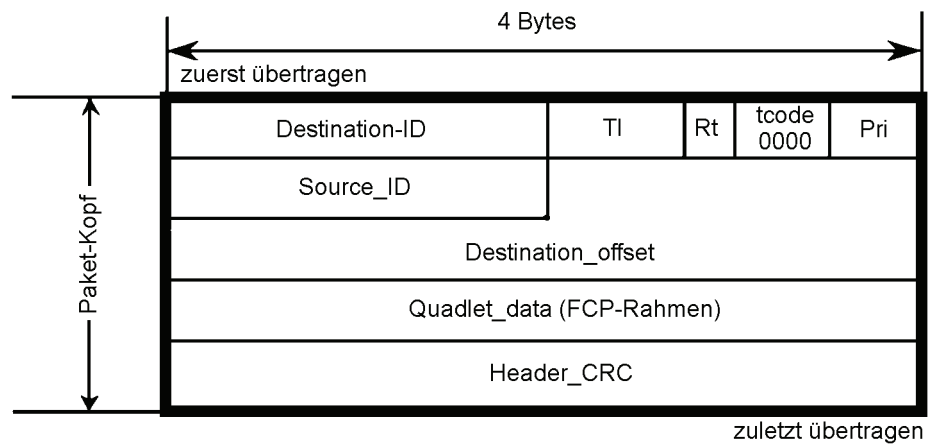 4 Bytes
zuerst übertragen
Destination-ID
Tl
Rt
tcode
0000
Pri
Source_ID
Paket-Kopf
Destination_offset
Quadlet_data (FCP-Rahmen)
Header_CRC
zuletzt übertragen